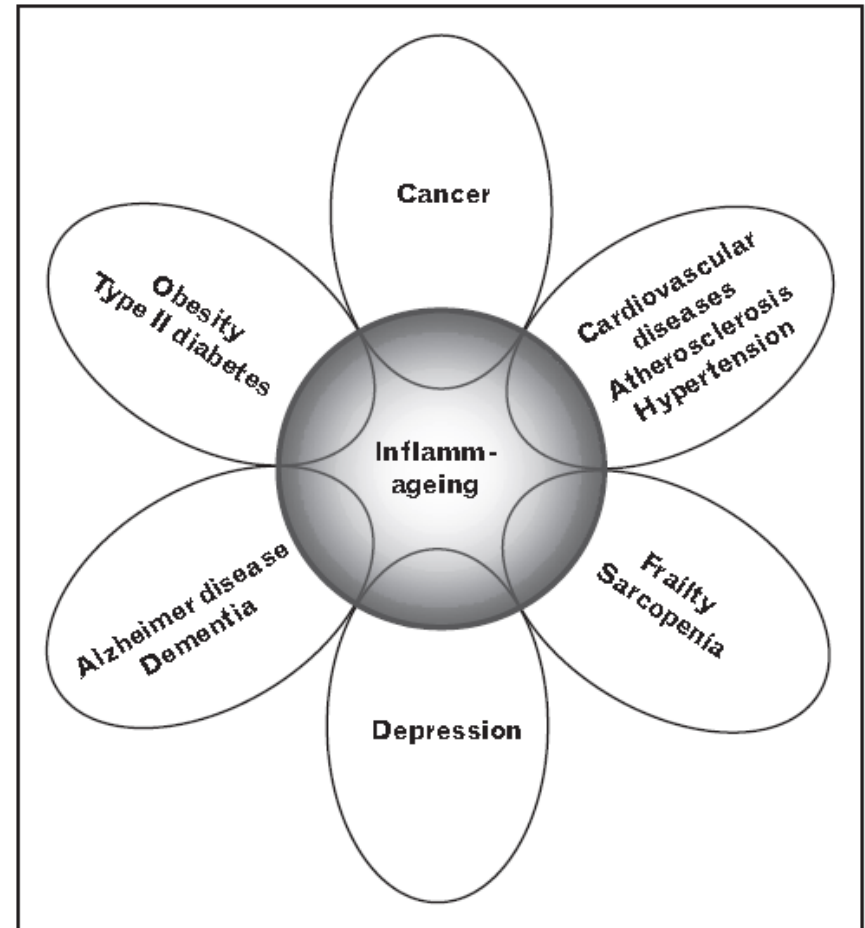 Cancer
Cardiovascular
diseases
Atherosclerosis
Hypertension
Obesity
Type II diabetes
Inflamm-
ageing
Alzheimer disease
Dementia
Frailty
Sarcopenia
Depression